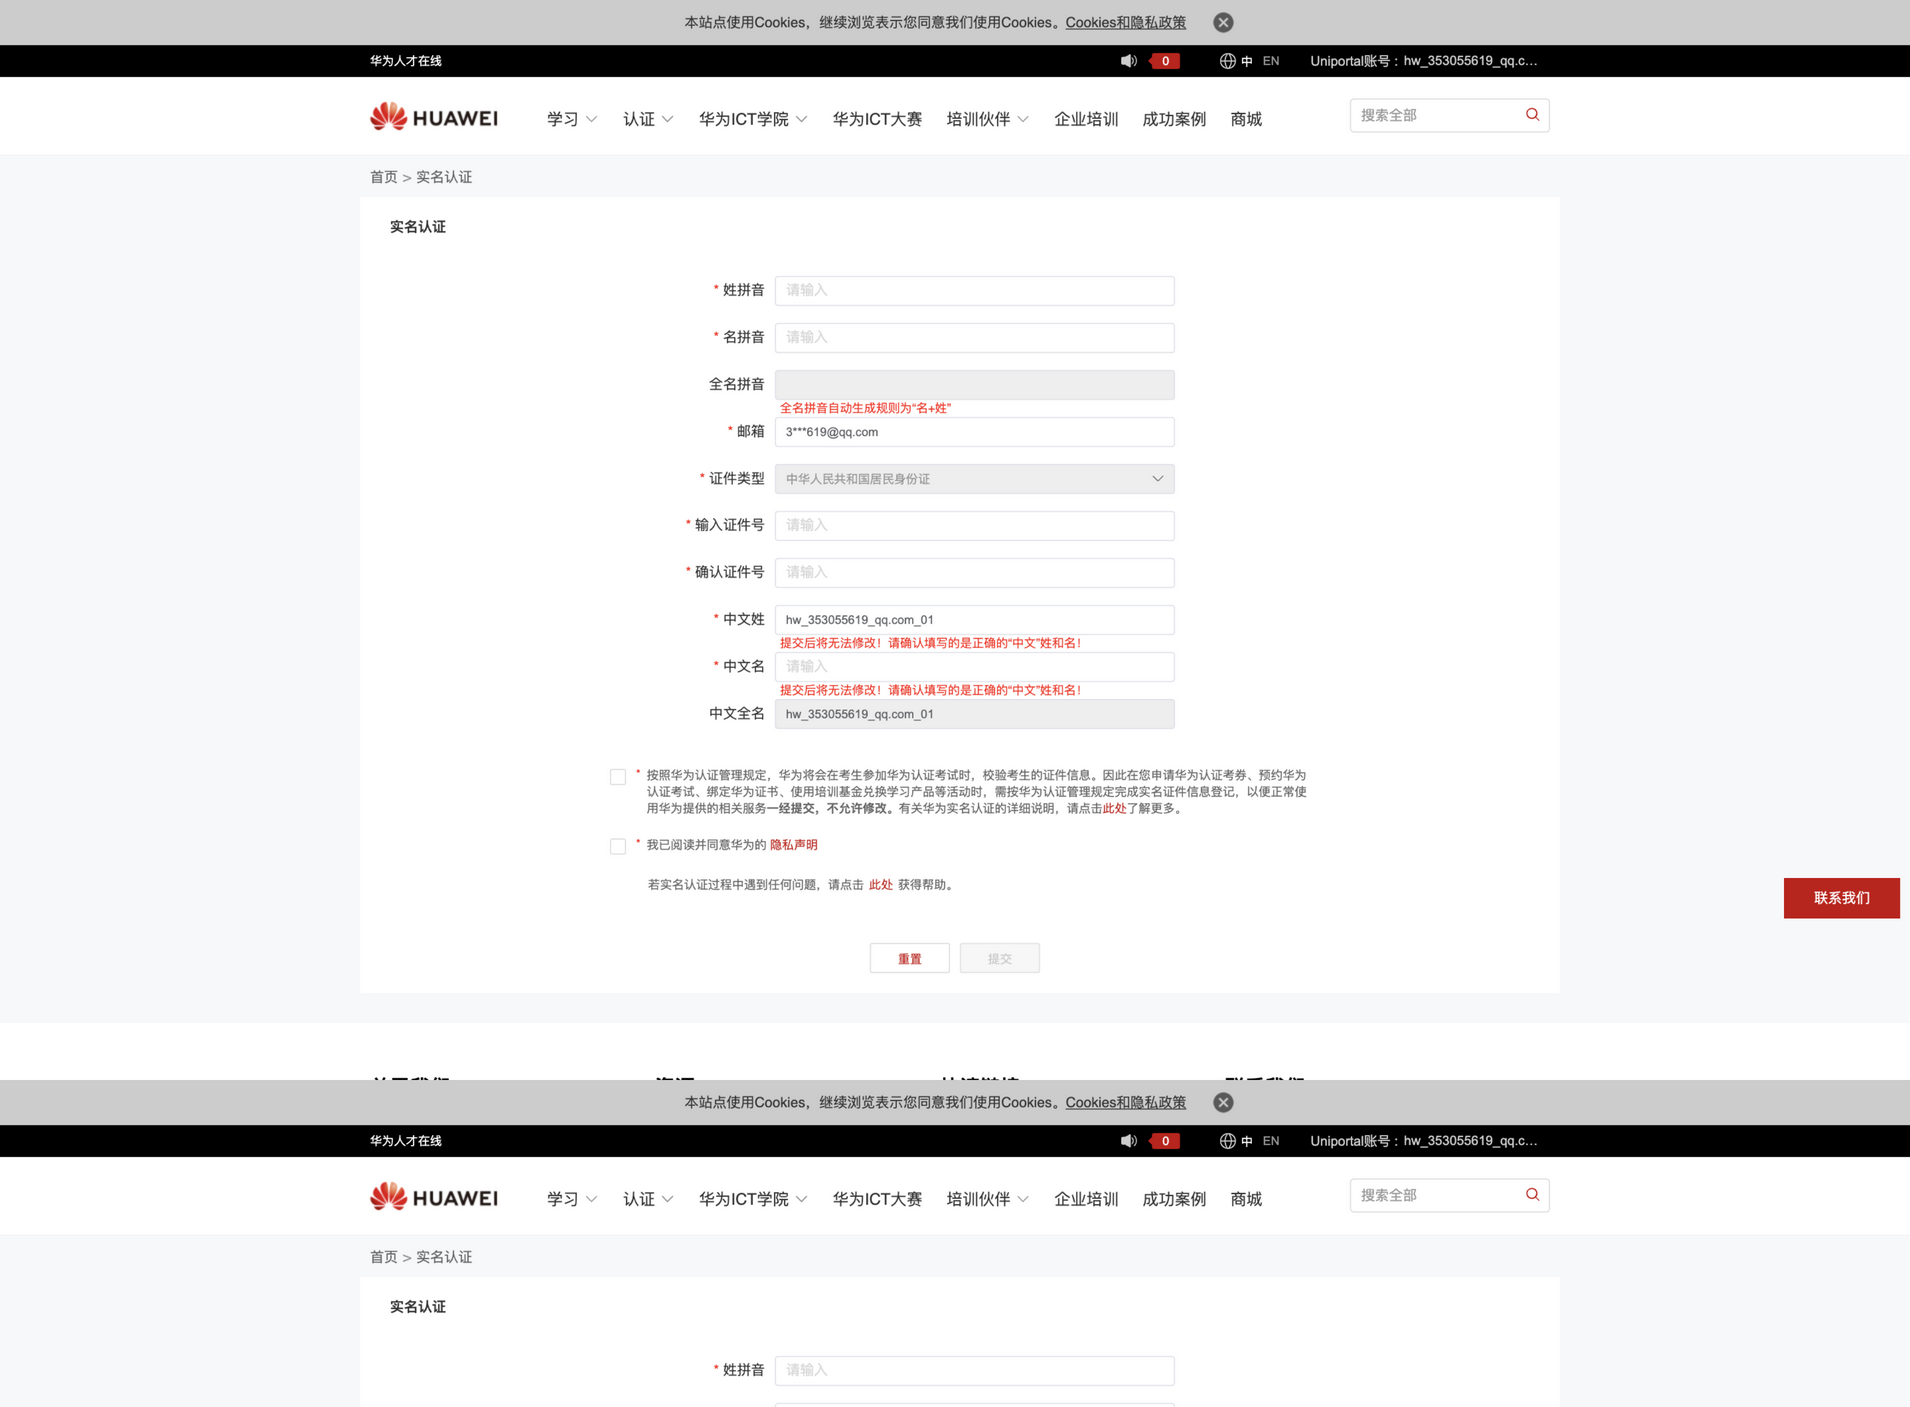 本站点使用Cookies，继续浏览表示您同意我们使用Cookies。Cookies和隐私政策
华为人才在线 0 中 EN Uniportal账号 : hw_353055619_qq.c...
HUAWEI 学习 认证 华为ICT学院 华为ICT大赛 培训伙伴 企业培训 成功案例 商城 搜索全部
首页 > 实名认证
实名认证
* 姓拼音 请输入
* 名拼音 请输入
全名拼音
全名拼音自动生成规则为“名+姓”
* 邮箱 3***619@qq.com
* 证件类型 中华人民共和国居民身份证
* 输入证件号 请输入
* 确认证件号 请输入
* 中文姓 hw_353055619_qq.com_01
提交后将无法修改！请确认填写的是正确的“中文”姓和名！
* 中文名 请输入
提交后将无法修改！请确认填写的是正确的“中文”姓和名！
中文全名 hw_353055619_qq.com_01
* 按照华为认证管理规定，华为将会在考生参加华为认证考试时，校验考生的证件信息。因此在您申请华为认证考券、预约华为
认证考试、绑定华为证书、使用培训基金兑换学习产品等活动时，需按华为认证管理规定完成实名证件信息登记，以便正常使
用华为提供的相关服务一经提交，不允许修改。有关华为实名认证的详细说明，请点击此处了解更多。
* 我已阅读并同意华为的 隐私声明
若实名认证过程中遇到任何问题，请点击 此处 获得帮助。
联系我们
重置 提交
本站点使用Cookies，继续浏览表示您同意我们使用Cookies。Cookies和隐私政策
华为人才在线 0 中 EN Uniportal账号 : hw_353055619_qq.c...
HUAWEI 学习 认证 华为ICT学院 华为ICT大赛 培训伙伴 企业培训 成功案例 商城 搜索全部
首页 > 实名认证
实名认证
* 姓拼音 请输入